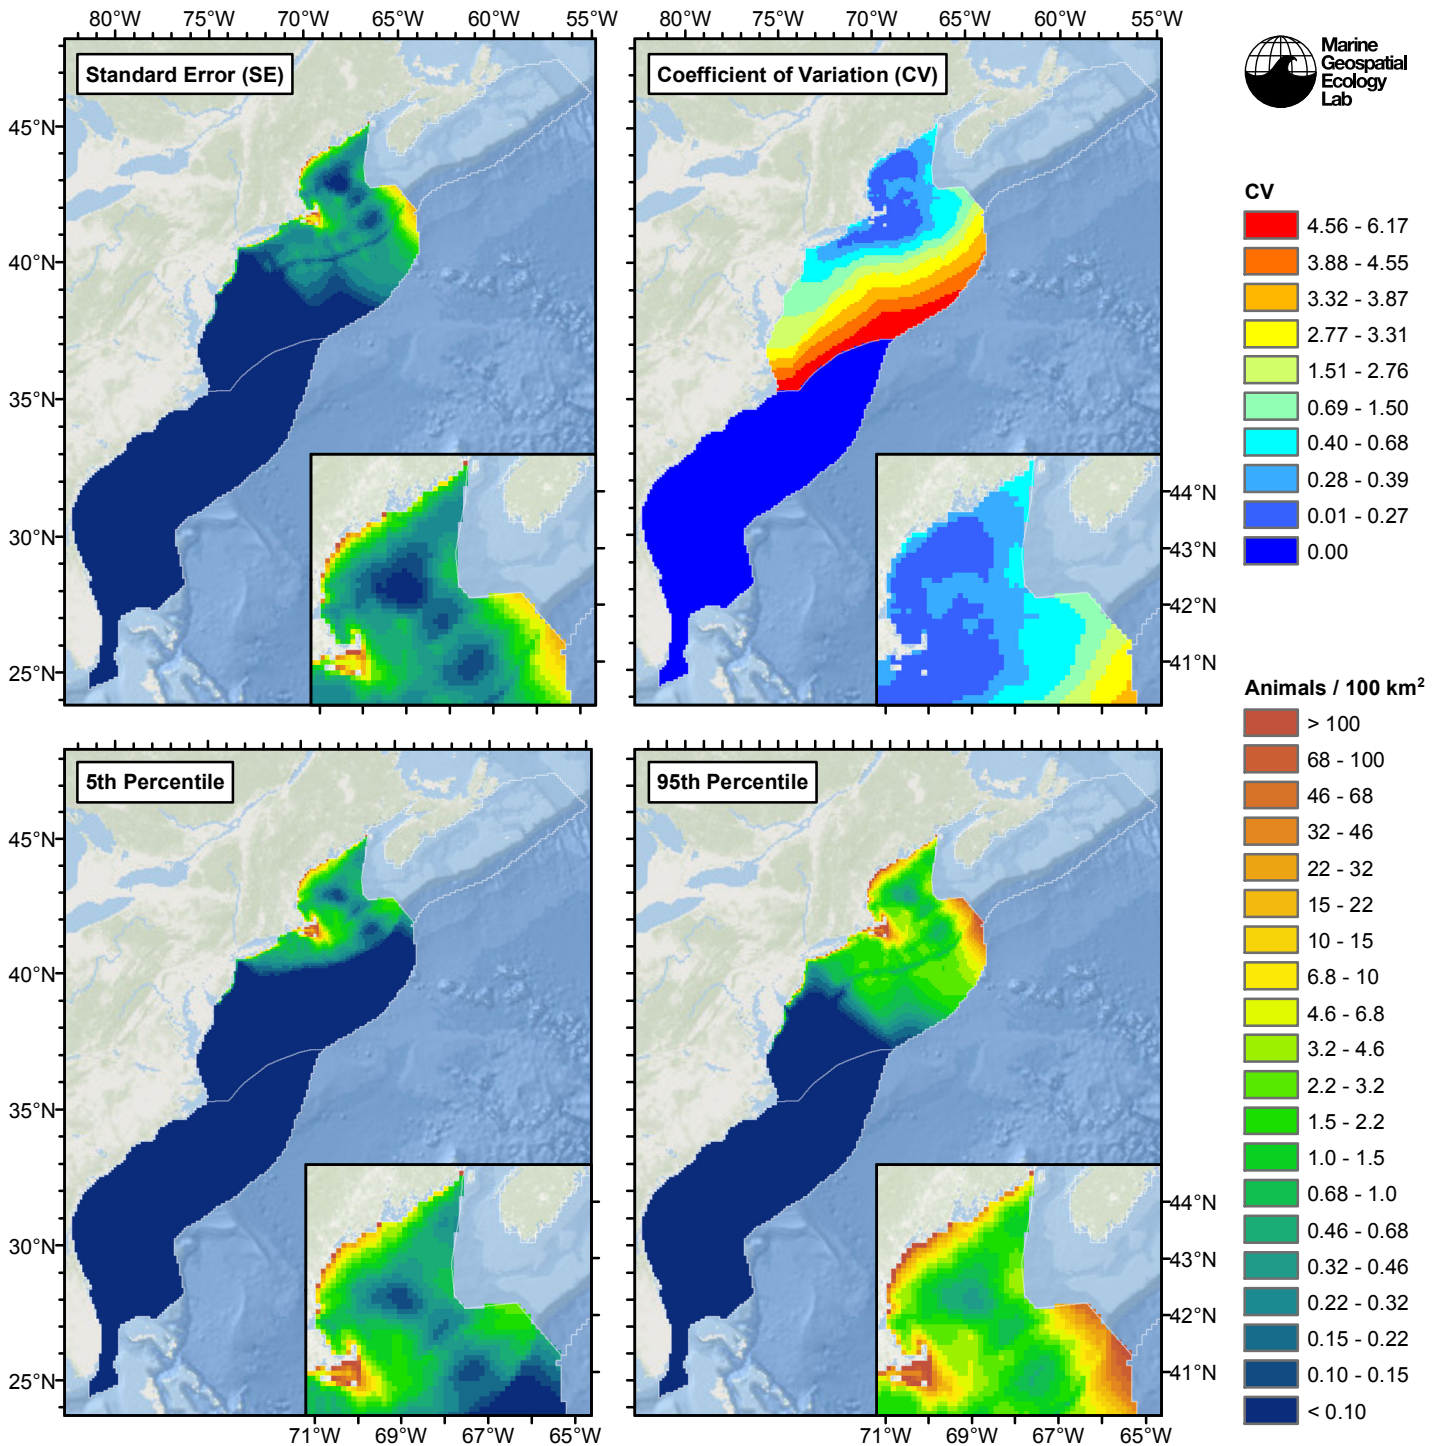 80°W 75°W 70°W 65°W 60°W 55°W
80°W 75°W 70°W 65°W 60°W 55°W
Standard Error (SE)
Coefficient of Variation (CV)
Marine
Geospatial
Ecology
Lab
45°N
40°N
35°N
30°N
25°N
44°N
43°N
42°N
41°N
CV
4.56 - 6.17
3.88 - 4.55
3.32 - 3.87
2.77 - 3.31
1.51 - 2.76
0.69 - 1.50
0.40 - 0.68
0.28 - 0.39
0.01 - 0.27
0.00
5th Percentile
95th Percentile
45°N
40°N
35°N
30°N
25°N
44°N
43°N
42°N
41°N
71°W 69°W 67°W 65°W
71°W 69°W 67°W 65°W
Animals / 100 km²
> 100
68 - 100
46 - 68
32 - 46
22 - 32
15 - 22
10 - 15
6.8 - 10
4.6 - 6.8
3.2 - 4.6
2.2 - 3.2
1.5 - 2.2
1.0 - 1.5
0.68 - 1.0
0.46 - 0.68
0.32 - 0.46
0.22 - 0.32
0.15 - 0.22
0.10 - 0.15
< 0.10